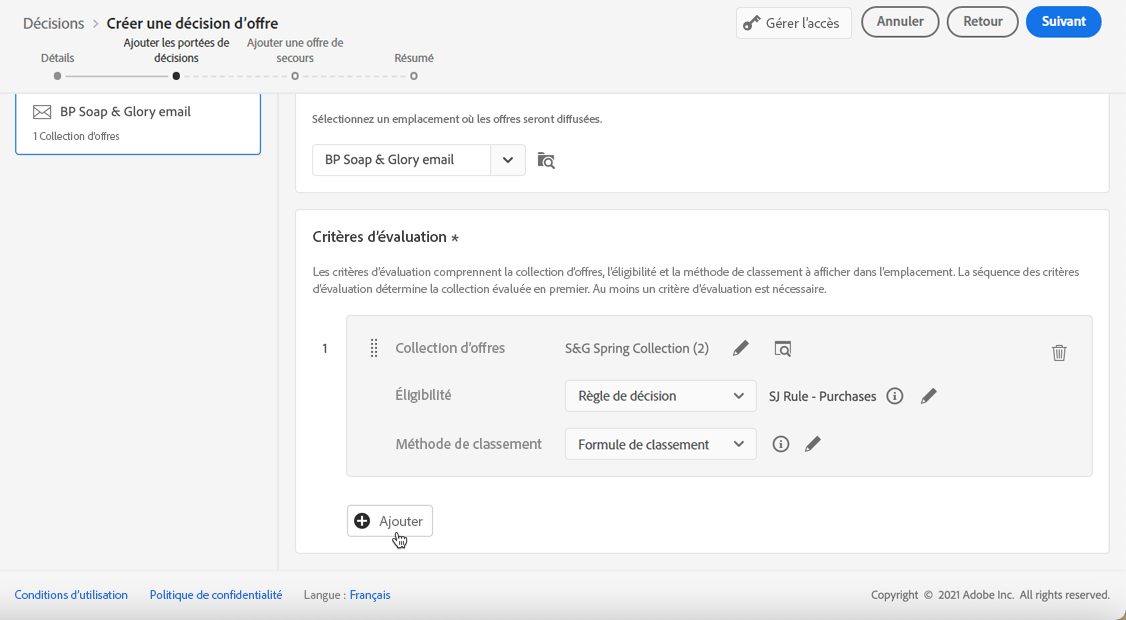 Décisions > Créer une décision d'offre
Gérer l'accès
Annuler
Retour
Suivant
Détails
Ajouter les portées de
décisions
Ajouter une offre de
secours
Résumé
BP Soap & Glory email
1 Collection d'offres
Sélectionnez un emplacement où les offres seront diffusées.
BP Soap & Glory email
Critères d'évaluation *
Les critères d'évaluation comprennent la collection d'offres, l'éligibilité et la méthode de classement à afficher dans l'emplacement. La séquence des critères
d'évaluation détermine la collection évaluée en premier. Au moins un critère d'évaluation est nécessaire.
1
Collection d'offres
S&G Spring Collection (2)
Éligibilité
Règle de décision
SJ Rule - Purchases
Méthode de classement
Formule de classement
Ajouter
Conditions d'utilisation
Politique de confidentialité
Langue : Français
Copyright © 2021 Adobe Inc. All rights reserved.